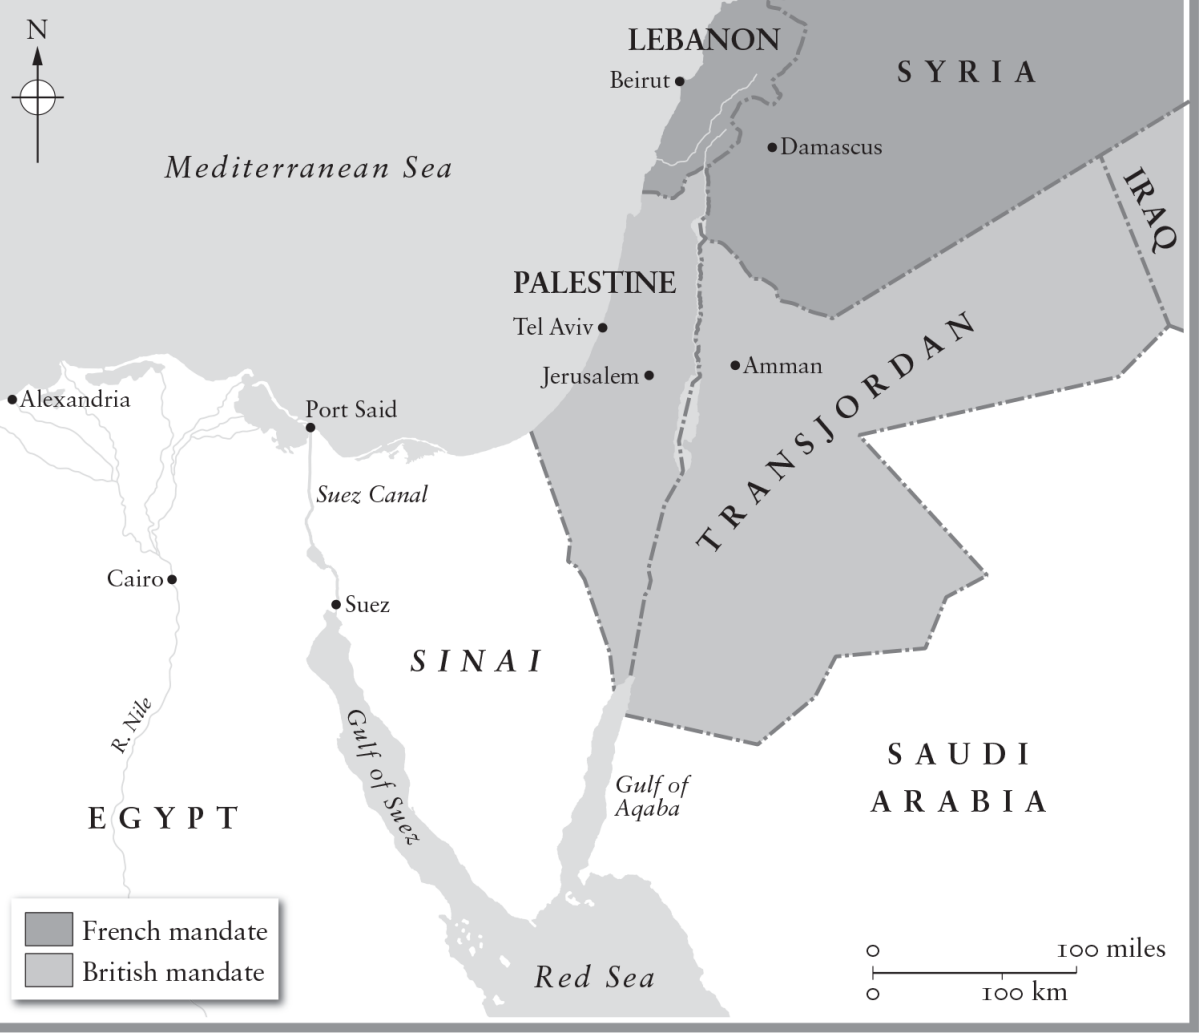 N
LEBANON
Beirut
SYRIA
Damascus
Mediterranean Sea
IRAQ
PALESTINE
Tel Aviv
Jerusalem
Amman
TRANSJORDAN
Alexandria
Port Said
Suez Canal
Cairo
Suez
SINAI
R. Nile
Gulf of Suez
Gulf of
Aqaba
SAUDI
ARABIA
EGYPT
French mandate
British mandate
Red Sea
0 100 miles
0 100 km